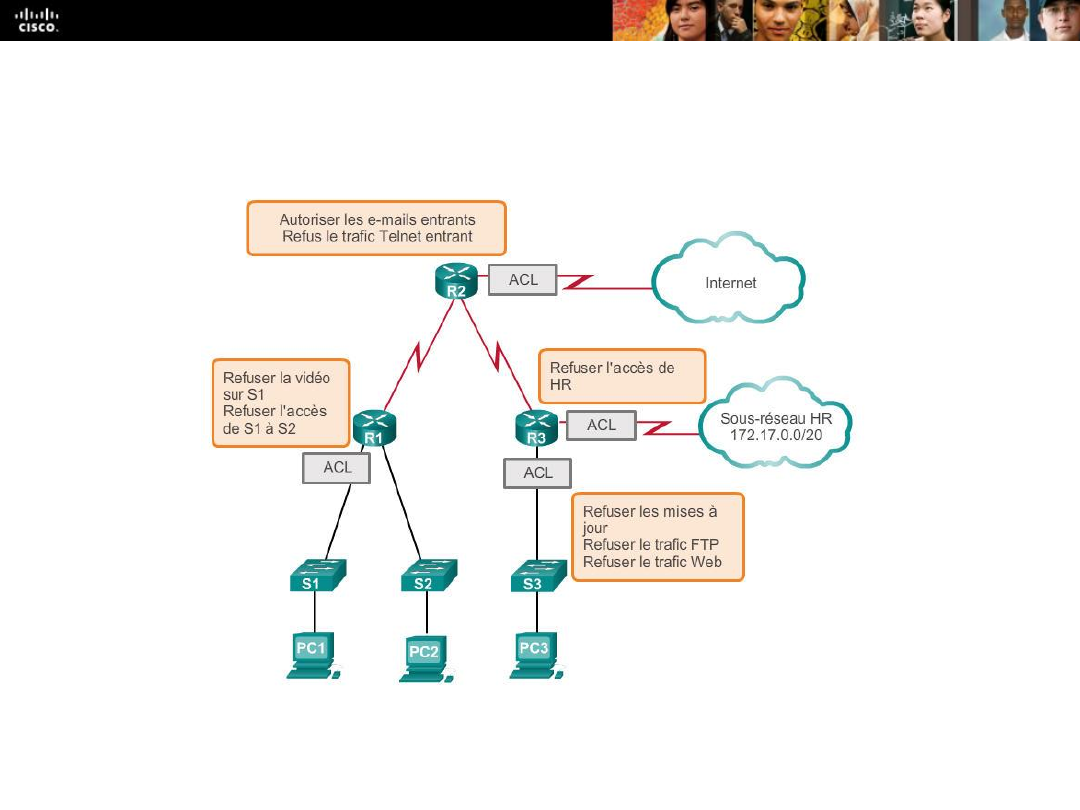 CISCO.
Autoriser les e-mails entrants
Refus le trafic Telnet entrant
R2
ACL
Internet
Refuser la vidéo
sur S1
Refuser l'accès
de S1 à S2
Refuser l'accès de
HR
R1
ACL
R3
ACL
Sous-réseau HR
172.17.0.0/20
ACL
Refuser les mises à
jour
Refuser le trafic FTP
Refuser le trafic Web
S1
S2
S3
PC1
PC2
PC3